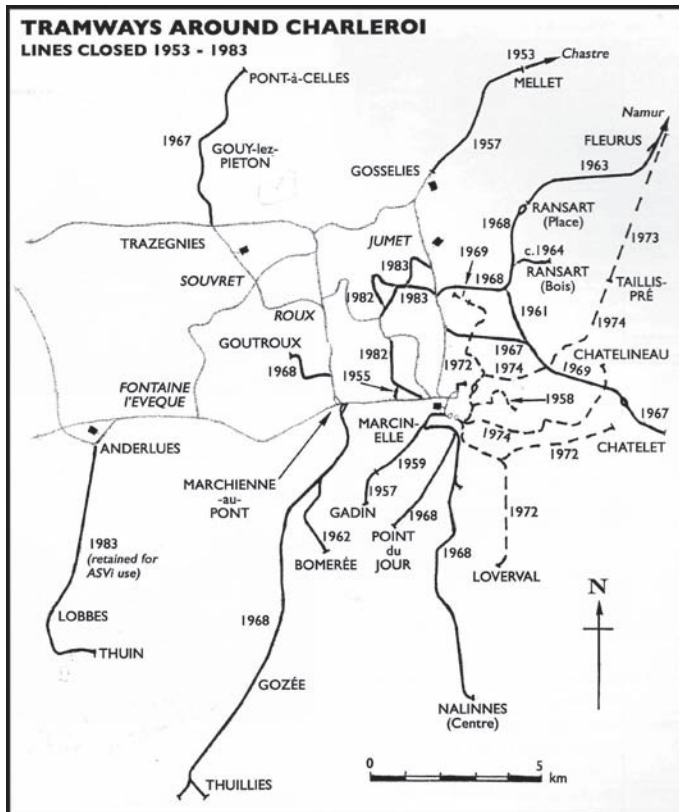 TRAMWAYS AROUND CHARLEROI
LINES CLOSED 1953 - 1983
1953
Chastre
MELLET
PONT-à-CELLES
1967
GOUY-lez-
PIETON
1957
Namur
FLEURUS
GOSSELIES
1963
RANSART
(Place)
1968
1973
TRAZEGNIES
JUMET
1969
c.1964
RANSART
(Bois)
1983
1968
TAILLIS-
PRÉ
SOUVRET
1982
1983
1961
ROUX
1974
GOUTROUX
1982
1967
CHATELINEAU
1968
1955
1972
1974
1969
FONTAINE
l'EVEQUE
1958
1967
MARCIN-
ELLE
1974
ANDERLUES
1972
CHATELET
MARCHIENNE
-au-
PONT
1959
1957
GADIN
1968
1972
POINT
du
JOUR
1962
1968
BOMERÉE
LOVERVAL
1983
(retained for
ASVi use)
N
LOBBES
1968
THUIN
GOZÉE
NALINNES
(Centre)
THUILLIES
0 5
km